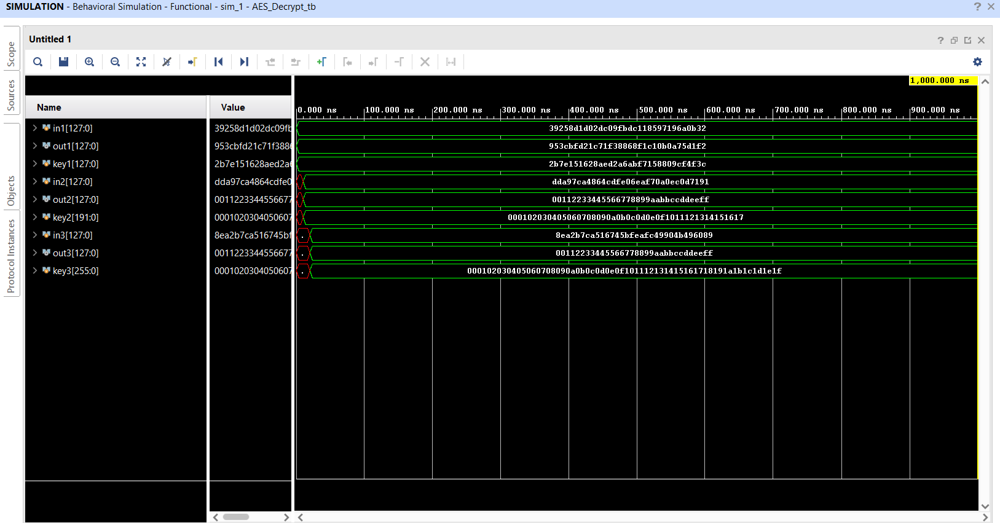 SIMULATION - Behavioral Simulation - Functional - sim_1 - AES_Decrypt_tb
Scope
Sources
Objects
Protocol Instances
Untitled 1
1,000.000 ns
Name
Value
0.000 ns 100.000 ns 200.000 ns 300.000 ns 400.000 ns 500.000 ns 600.000 ns 700.000 ns 800.000 ns 900.000 ns
in1[127:0] 39258d1d02dc09fb 39258d1d02dc09fbdc118597196a0b32
out1[127:0] 953cbfd21c71f3886 953cbfd21c71f38868f1c10b0a75d1f2
key1[127:0] 2b7e151628aed2a6 2b7e151628aed2a6abf7158809cf4f3c
in2[127:0] dda97ca4864cdfe0 dda97ca4864cdfe06eaf70a0ec0d7191
out2[127:0] 0011223344556677 00112233445566778899aabbccddeeff
key2[191:0] 0001020304050607 000102030405060708090a0b0c0d0e0f1011121314151617
in3[127:0] 8ea2b7ca516745bf 8ea2b7ca516745bfeafc49904b496089
out3[127:0] 0011223344556677 00112233445566778899aabbccddeeff
key3[255:0] 0001020304050607 000102030405060708090a0b0c0d0e0f101112131415161718191a1b1c1d1e1f